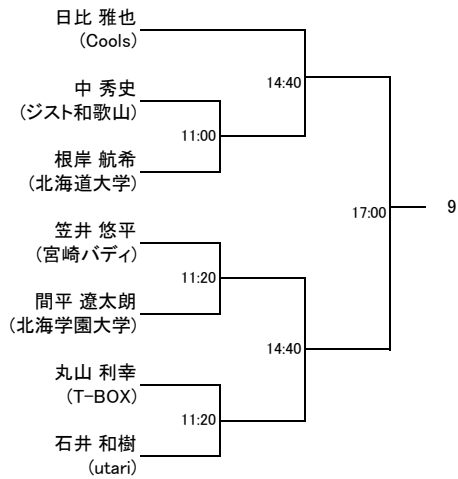 日比 雅也
(Cools)
14:40
中 秀史
(ジスト和歌山)
11:00
根岸 航希
(北海道大学)
17:00
9
笠井 悠平
(宮崎バディ)
11:20
間平 遼太朗
(北海学園大学)
14:40
丸山 利幸
(T-BOX)
11:20
石井 和樹
(utari)